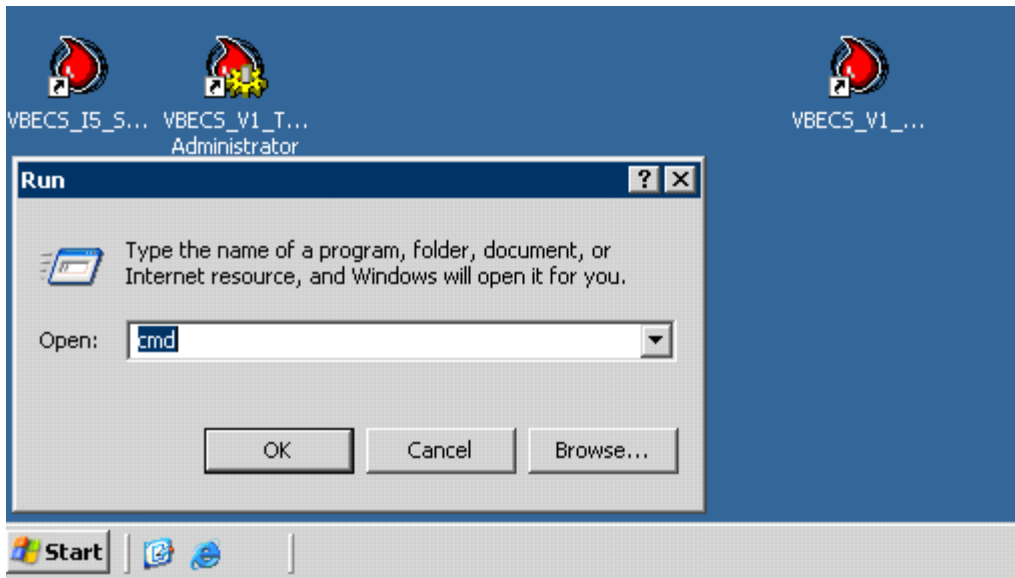 VBECS_I5_S... VBECS_V1_T... VBECS_V1_...
Administrator
Run
Type the name of a program, folder, document, or
Internet resource, and Windows will open it for you.
Open: cmd
OK Cancel Browse...
Start